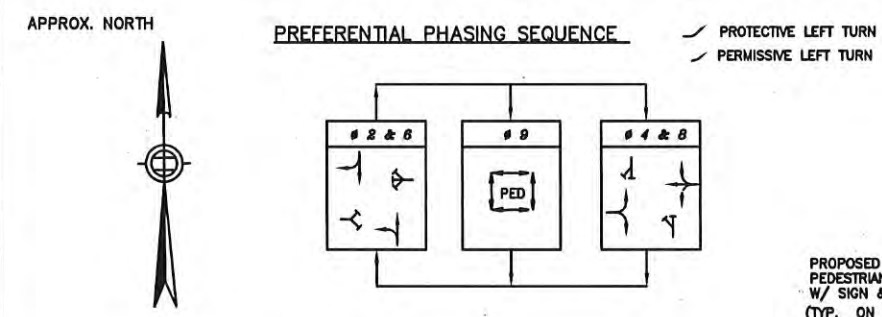 APPROX. NORTH
PREFERENTIAL PHASING SEQUENCE
PROTECTIVE LEFT TURN
PERMISSIVE LEFT TURN
ø 2 & 6
ø 9
ø 4 & 8
PED
PROPOSED
PEDESTRIAN
W/ SIGN &
(TYP. ON